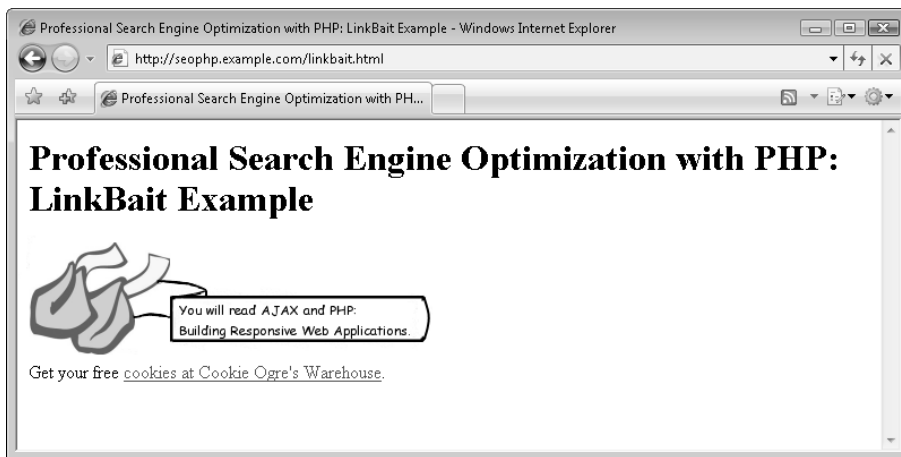 Professional Search Engine Optimization with PHP: LinkBait Example - Windows Internet Explorer
http://seophp.example.com/linkbait.html
Professional Search Engine Optimization with PH...
Professional Search Engine Optimization with PHP:
LinkBait Example
You will read AJAX and PHP:
Building Responsive Web Applications.
Get your free cookies at Cookie Ogre's Warehouse.